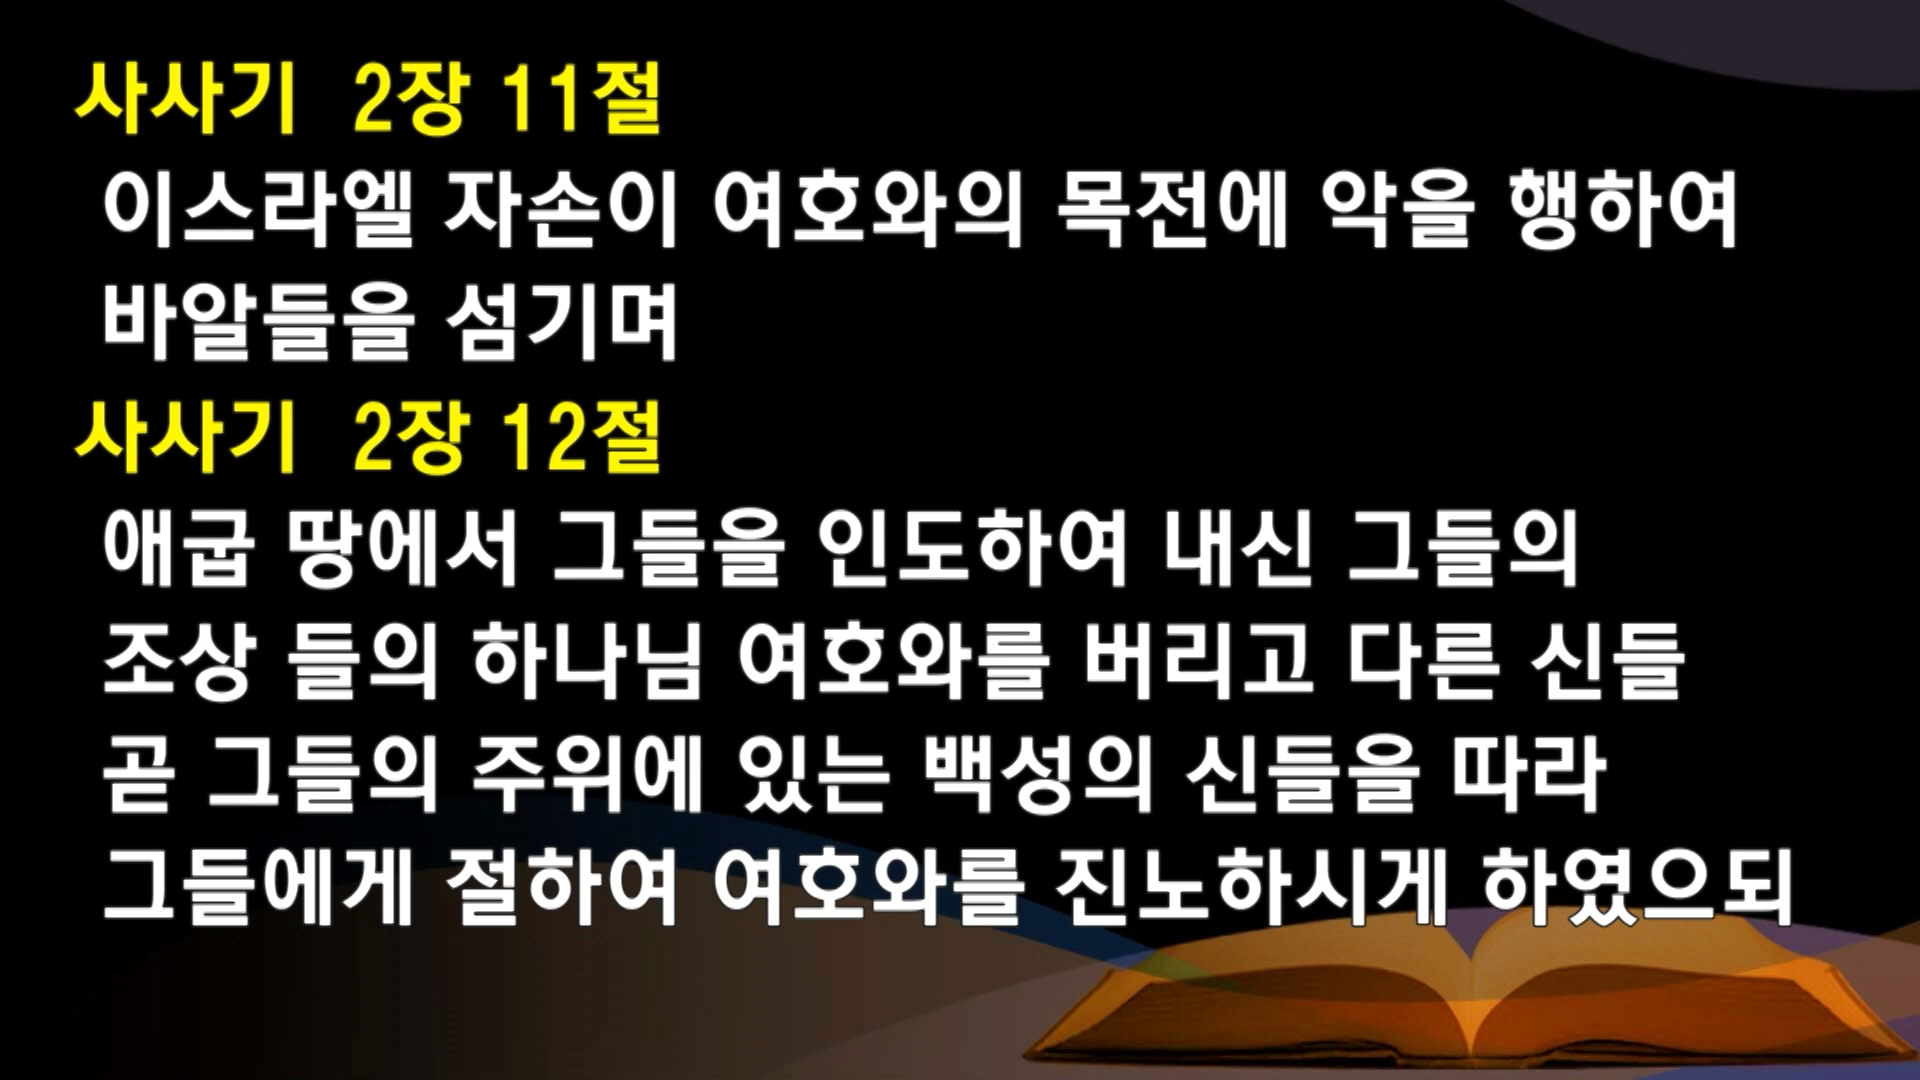 사사기 2장 11절
이스라엘 자손이 여호와의 목전에 악을 행하여
바알들을 섬기며
사사기 2장 12절
애굽 땅에서 그들을 인도하여 내신 그들의
조상 들의 하나님 여호와를 버리고 다른 신들
곧 그들의 주위에 있는 백성의 신들을 따라
그들에게 절하여 여호와를 진노하시게 하였으되